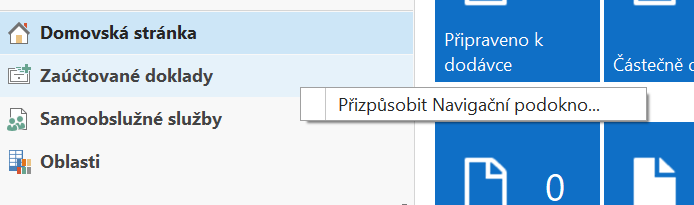 Domovská stránka
Zaúčtované doklady
Samoobslužné služby
Oblasti
Přizpůsobit Navigační podokno...
Připraveno k
dodávce
Částečně
0